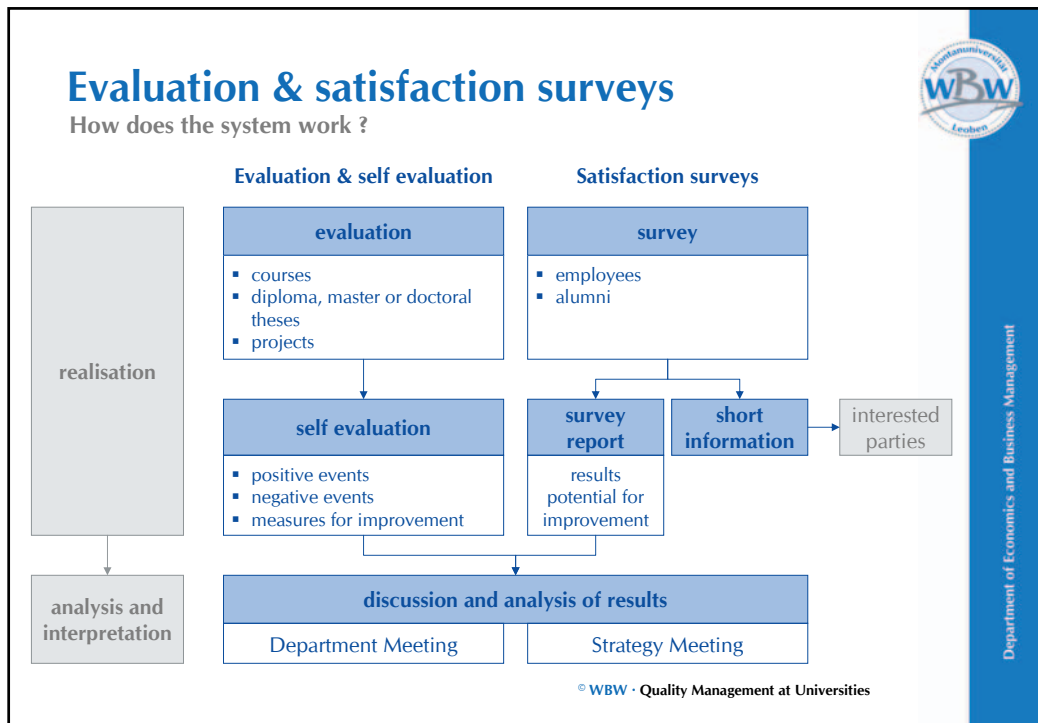 Evaluation & satisfaction surveys
How does the system work ?
Montanuniversität
WBW
Leoben
Evaluation & self evaluation
Satisfaction surveys
realisation
evaluation
▪ courses
▪ diploma, master or doctoral
theses
▪ projects
survey
▪ employees
▪ alumni
self evaluation
▪ positive events
▪ negative events
▪ measures for improvement
survey
report
results
potential for
improvement
short
information
interested
parties
analysis and
interpretation
discussion and analysis of results
Department Meeting
Strategy Meeting
© WBW · Quality Management at Universities
Department of Economics and Business Management